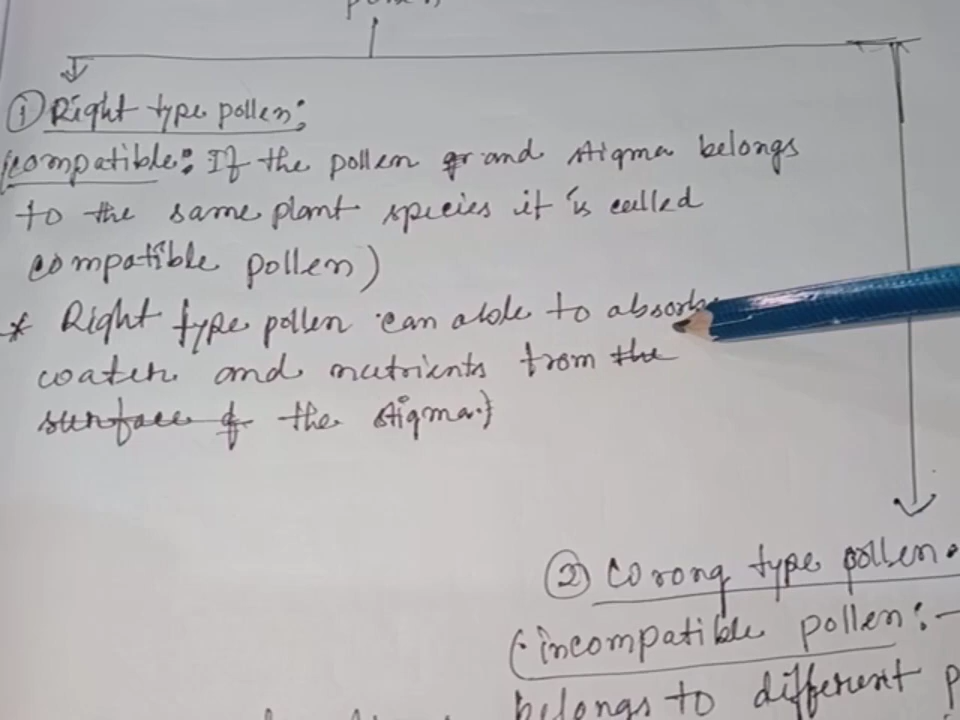 ① Right type pollen:
(compatible: If the pollen and stigma belongs
to the same plant species it is called
compatible pollen)
* Right type pollen can able to absorb
water and nutrients from the
surface of the stigma.}
② Wrong type pollen.
(incompatible pollen:-
belongs to different